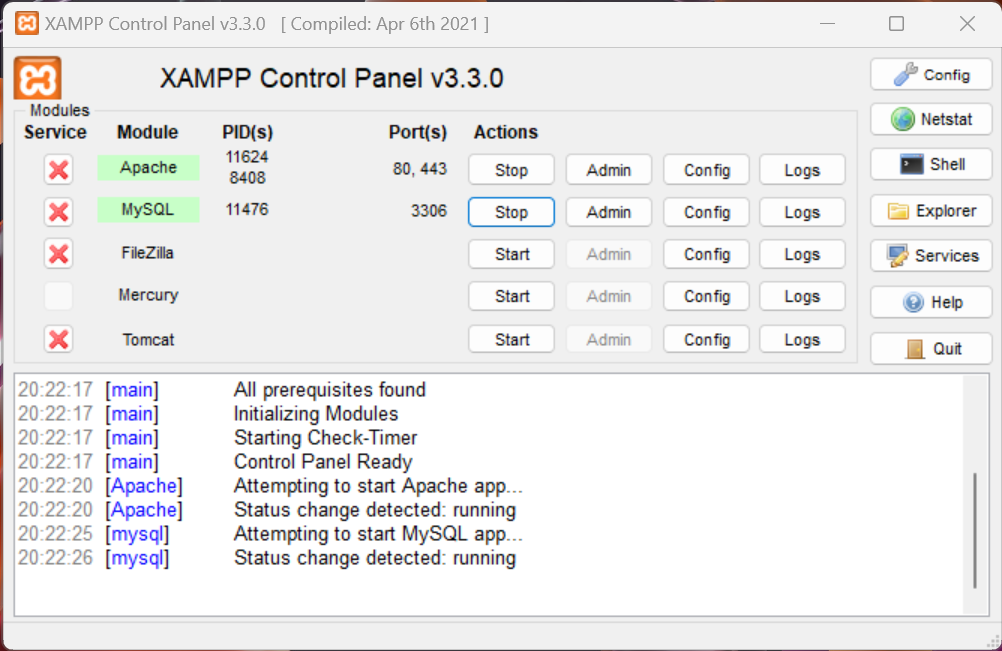 XAMPP Control Panel v3.3.0 [ Compiled: Apr 6th 2021 ]
XAMPP Control Panel v3.3.0
Config
Netstat
Shell
Explorer
Services
Help
Quit
Modules
Service Module PID(s) Port(s) Actions
Apache 11624 8408 80, 443 Stop Admin Config Logs
MySQL 11476 3306 Stop Admin Config Logs
FileZilla Start Admin Config Logs
Mercury Start Admin Config Logs
Tomcat Start Admin Config Logs
20:22:17 [main] All prerequisites found
20:22:17 [main] Initializing Modules
20:22:17 [main] Starting Check-Timer
20:22:17 [main] Control Panel Ready
20:22:20 [Apache] Attempting to start Apache app...
20:22:20 [Apache] Status change detected: running
20:22:25 [mysql] Attempting to start MySQL app...
20:22:26 [mysql] Status change detected: running